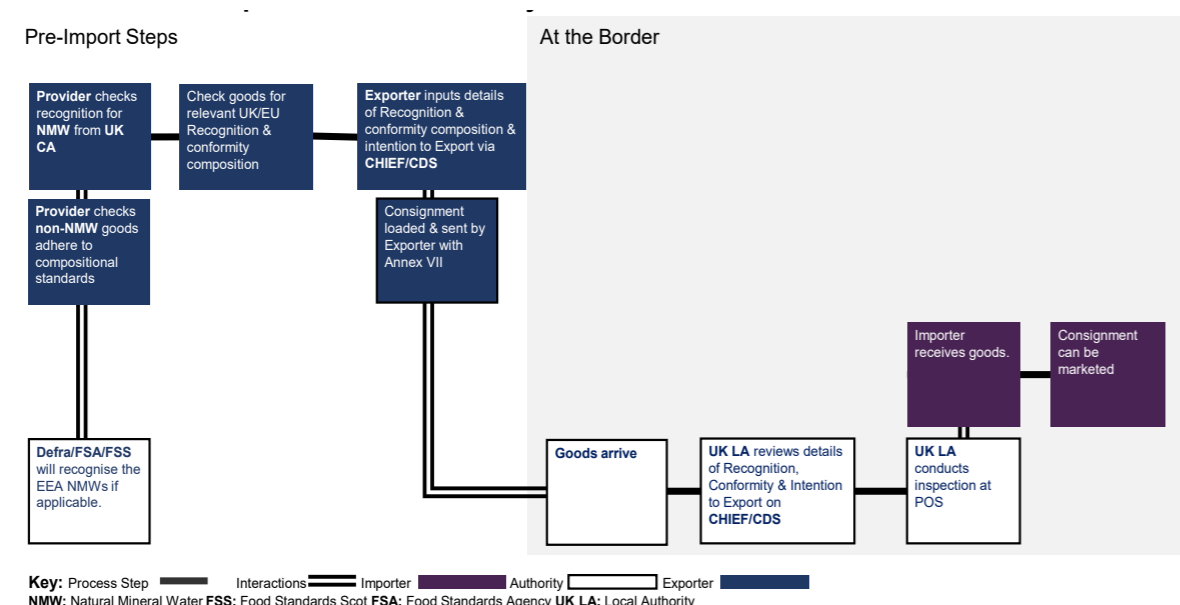 Pre-Import Steps
At the Border
Provider checks
recognition for
NMW from UK
CA
Check goods for
relevant UK/EU
Recognition &
conformity
composition
Exporter inputs details
of Recognition &
conformity composition &
intention to Export via
CHIEF/CDS
Provider checks
non-NMW goods
adhere to
compositional
standards
Consignment
loaded & sent by
Exporter with
Annex VII
Importer
receives goods.
Consignment
can be
marketed
Defra/FSA/FSS
will recognise the
EEA NMWs if
applicable.
Goods arrive
UK LA reviews details
of Recognition,
Conformity & Intention
to Export on
CHIEF/CDS
UK LA
conducts
inspection at
POS
Key: Process Step Interactions Importer Authority Exporter
NMW: Natural Mineral Water FSS: Food Standards Scot FSA: Food Standards Agency UK LA: Local Authority